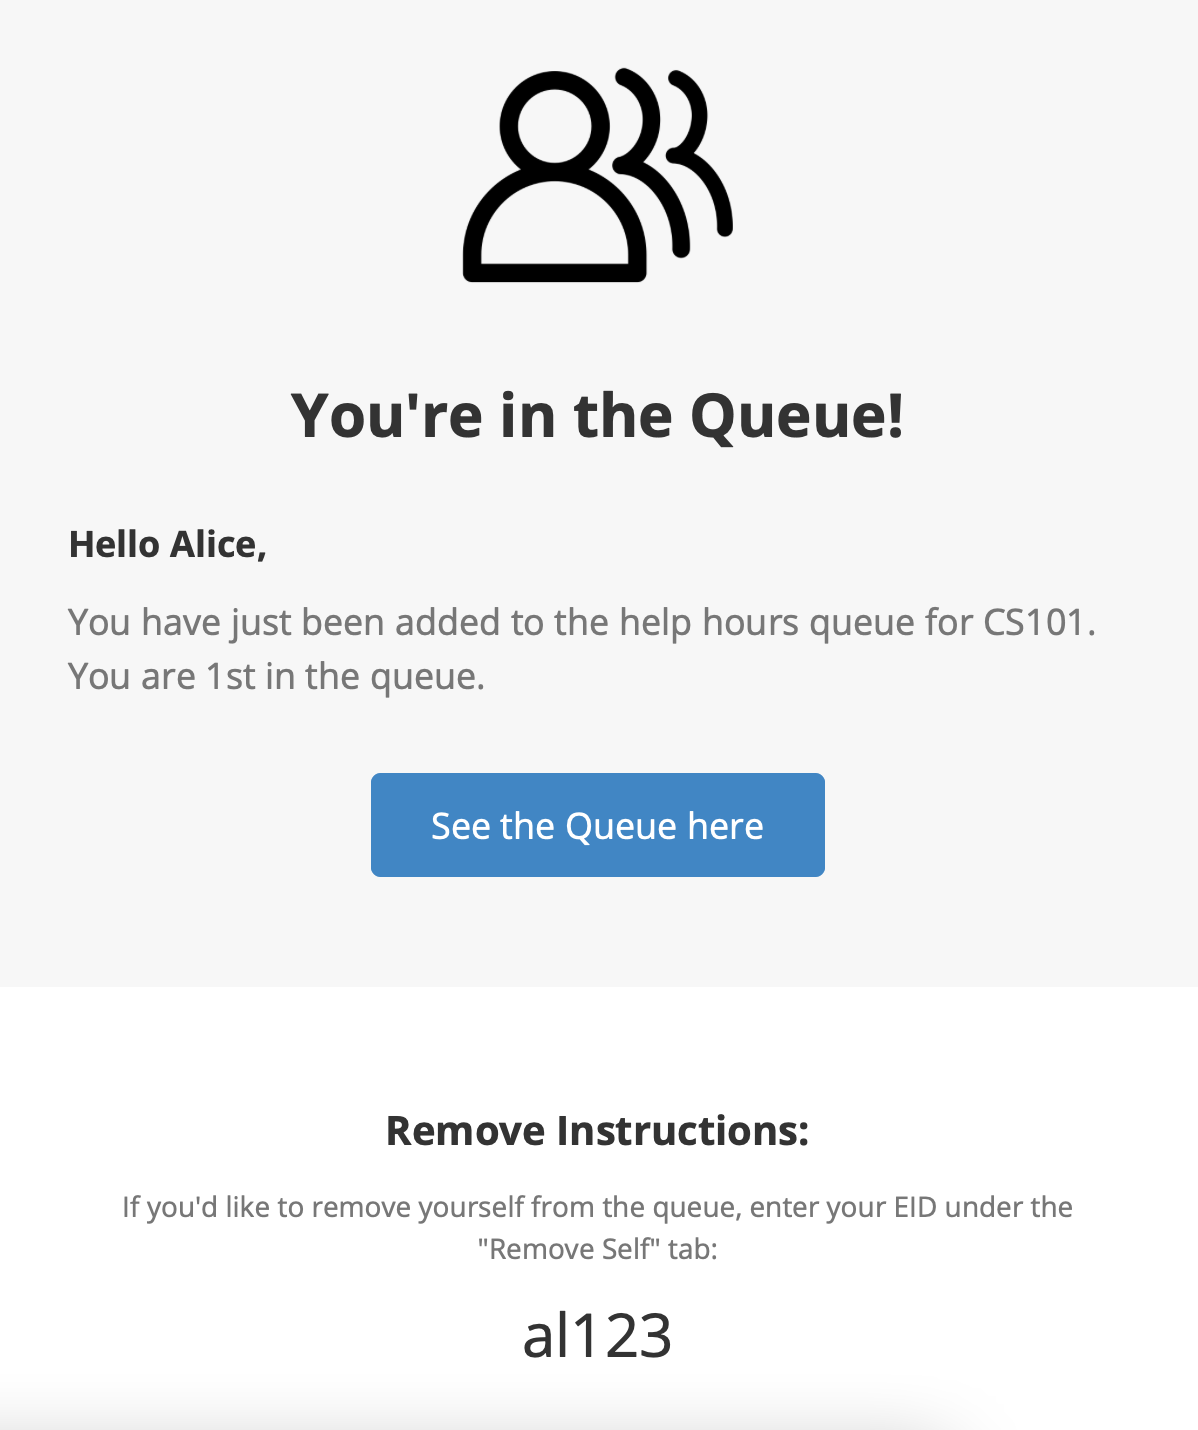 You're in the Queue!
Hello Alice,
You have just been added to the help hours queue for CS101.
You are 1st in the queue.
See the Queue here
Remove Instructions:
If you'd like to remove yourself from the queue, enter your EID under the
"Remove Self" tab:
al123